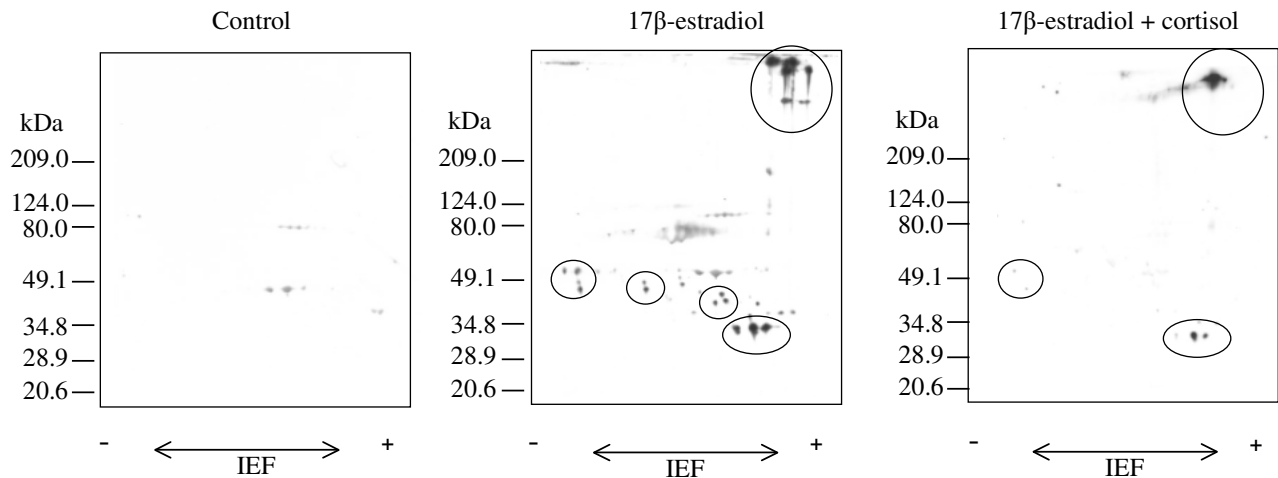 Control
kDa
209.0
124.0
80.0
49.1
34.8
28.9
20.6
- +
IEF
17β-estradiol
kDa
209.0
124.0
80.0
49.1
34.8
28.9
20.6
- +
IEF
17β-estradiol + cortisol
kDa
209.0
124.0
80.0
49.1
34.8
28.9
20.6
- +
IEF